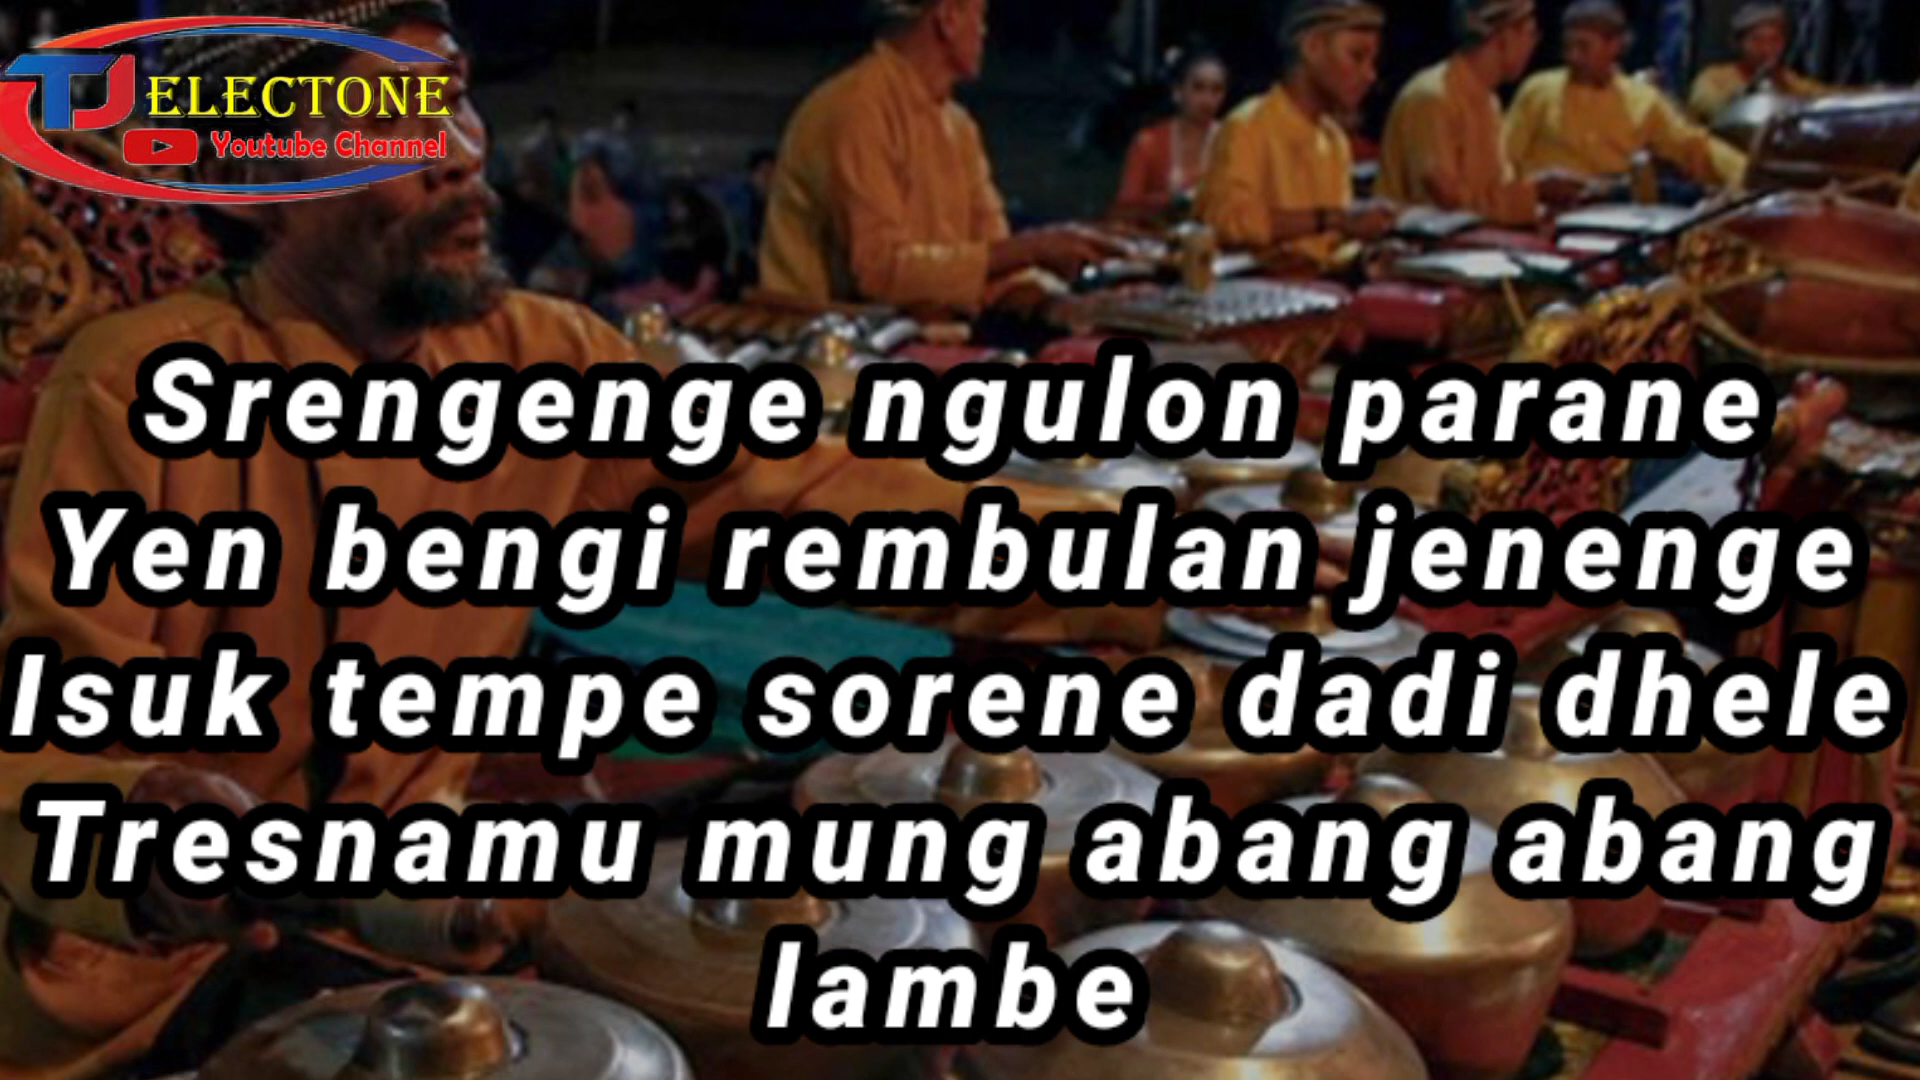 TJ ELECTONE
Youtube Channel
Srengenge ngulon parane
Yen bengi rembulan jenenge
Isuk tempe sorene dadi dhele
Tresnamu mung abang abang
lambe